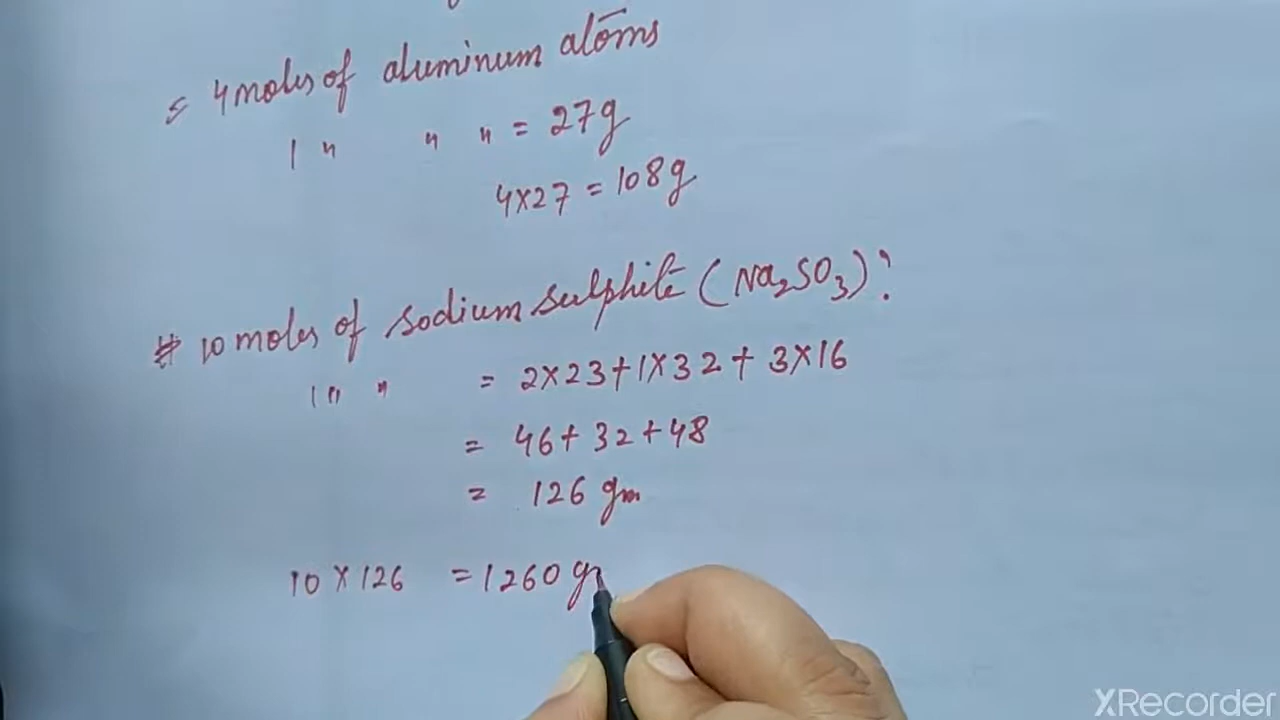 4 moles of aluminum atoms
1 " " " = 27g
4×27 = 108g
# 10 moles of sodium sulphite (Na₂SO₃)?
1 " " = 2×23+1×32+3×16
= 46+32+48
= 126 gm
10×126 = 1260 gm
XRecorder